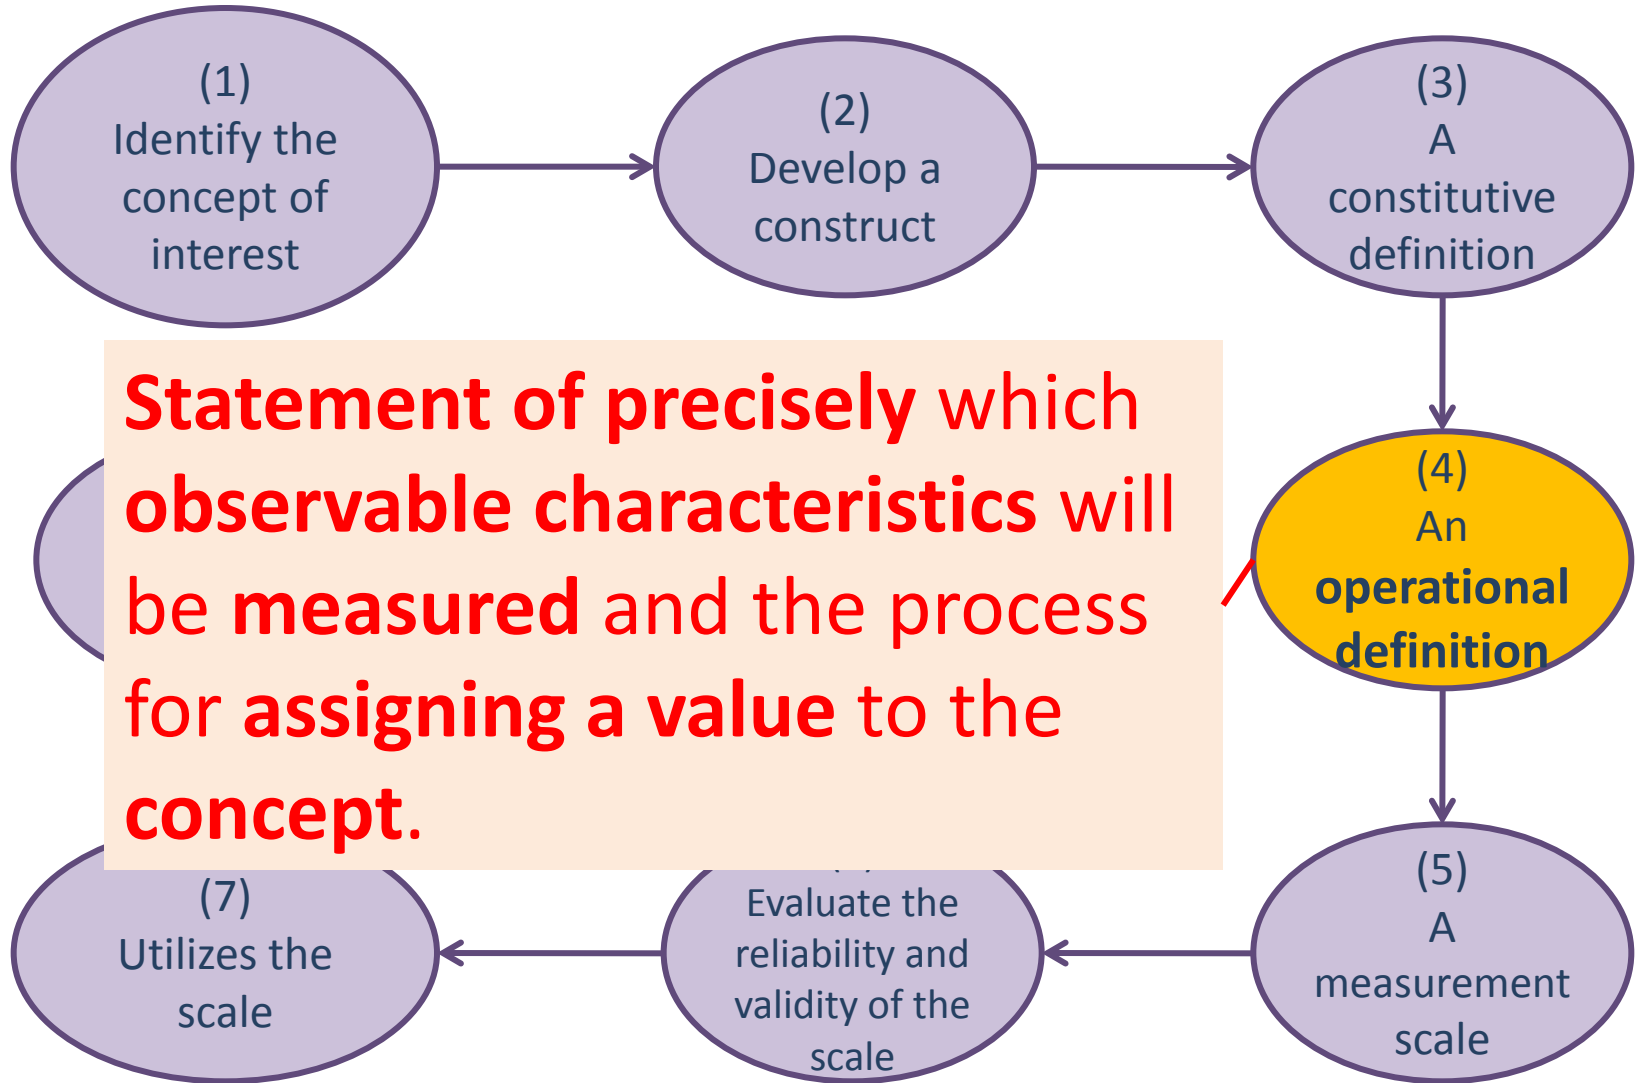 (1)
Identify the
concept of
interest
(2)
Develop a
construct
(3)
A
constitutive
definition
Statement of precisely which
observable characteristics will
be measured and the process
for assigning a value to the
concept.
(4)
An
operational
definition
(5)
A
measurement
scale
Evaluate the
reliability and
validity of the
scale
(7)
Utilizes the
scale